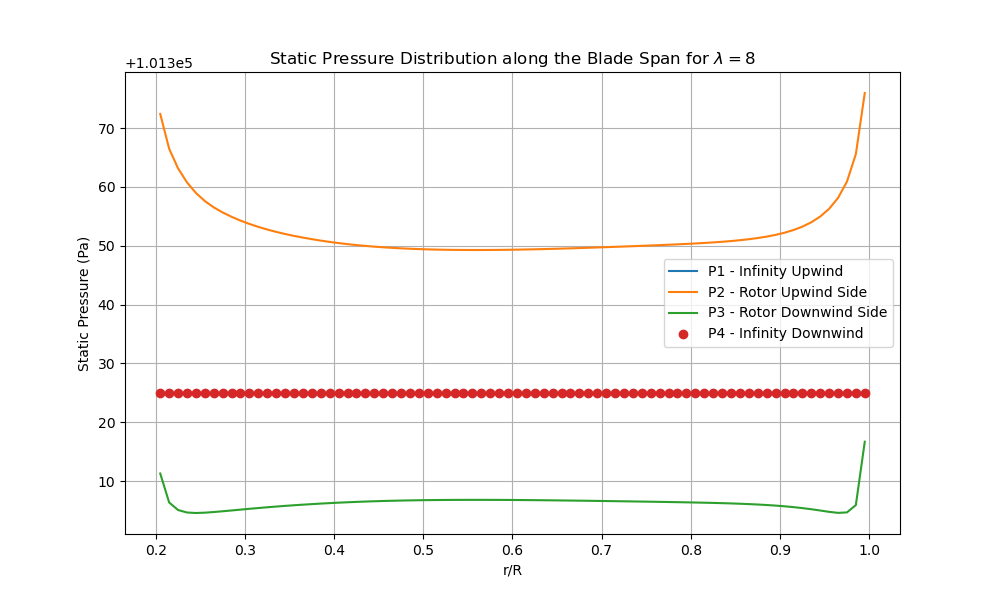 Static Pressure Distribution along the Blade Span for λ = 8
+1.013e5
70
60
50
40
30
20
10
Static Pressure (Pa)
P1 - Infinity Upwind
P2 - Rotor Upwind Side
P3 - Rotor Downwind Side
P4 - Infinity Downwind
0.2 0.3 0.4 0.5 0.6 0.7 0.8 0.9 1.0
r/R